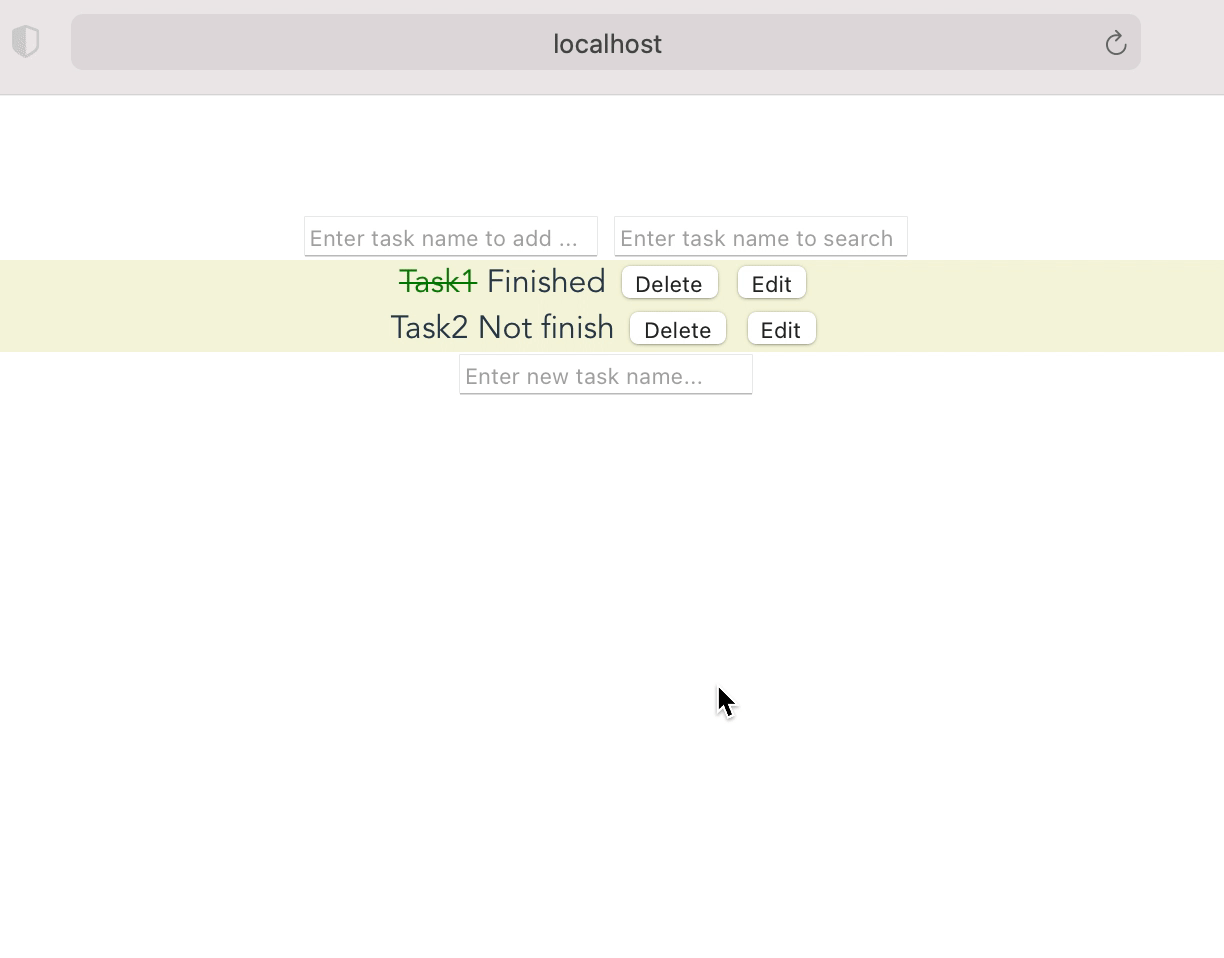 localhost
Enter task name to add ... Enter task name to search
Task1 Finished Delete Edit
Task2 Not finish Delete Edit
Enter new task name...